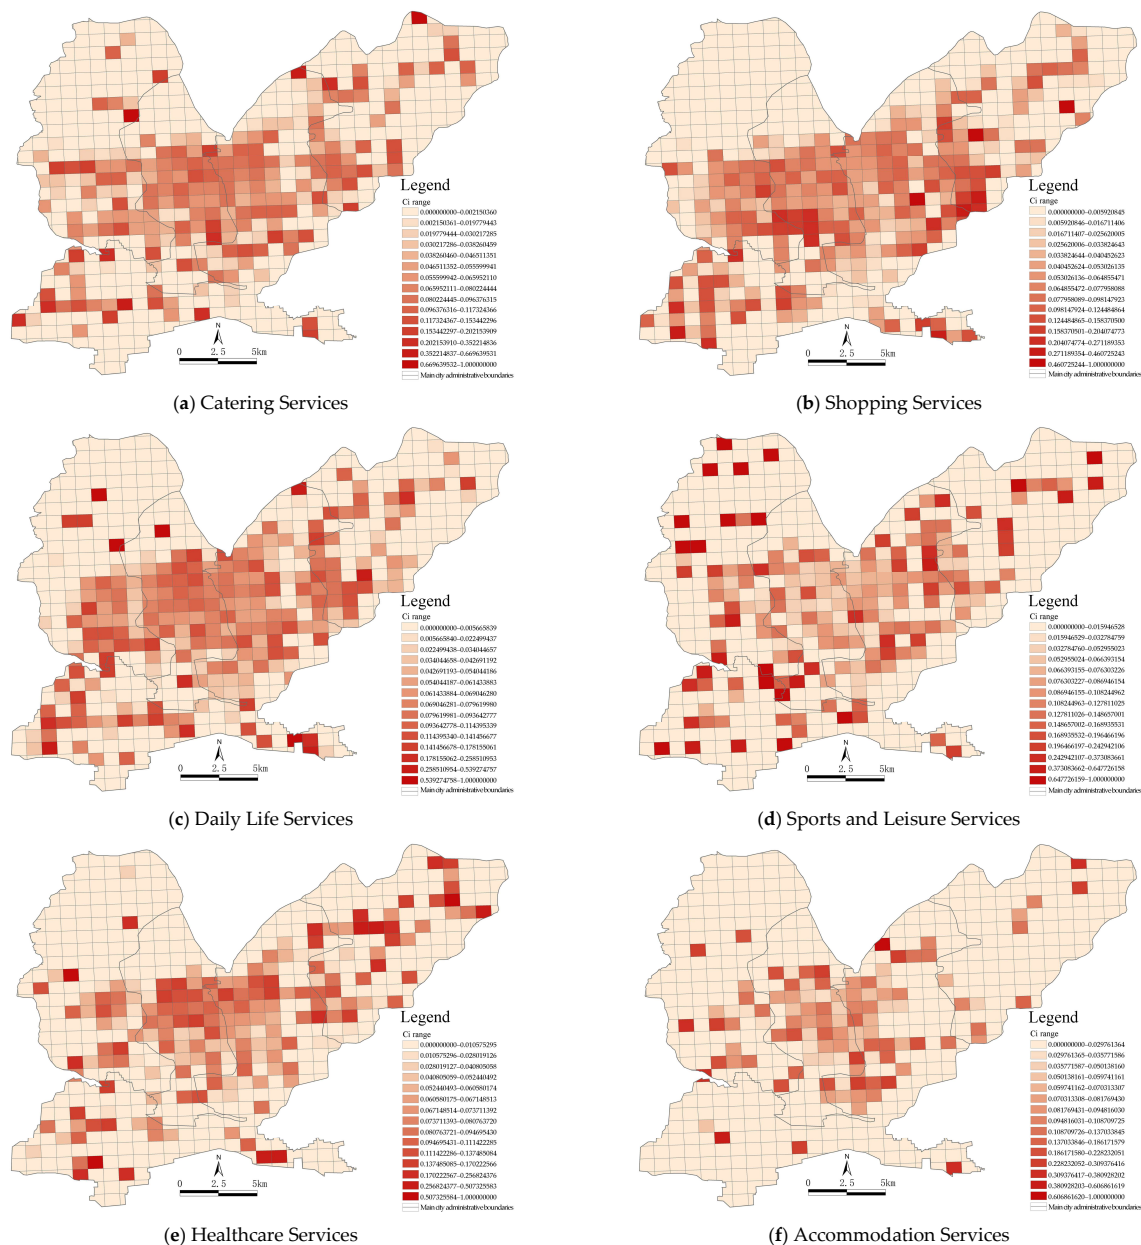 Legend
Ci range
0.000000000–0.002150360
0.002150361–0.019779443
0.019779444–0.030217285
0.030217286–0.038260459
0.038260460–0.046511351
0.046511352–0.055599941
0.055599942–0.065952110
0.065952111–0.080224444
0.080224445–0.096376315
0.096376316–0.117324366
0.117324367–0.153442296
0.153442297–0.202153909
0.202153910–0.352214836
0.352214837–0.669639531
0.669639532–1.000000000
Main city administrative boundaries
N
0 2.5 5km
(a) Catering Services
Legend
Ci range
0.000000000–0.005920845
0.005920846–0.016711406
0.016711407–0.025620005
0.025620006–0.033824643
0.033824644–0.040452623
0.040452624–0.053026135
0.053026136–0.064855471
0.064855472–0.077958088
0.077958089–0.098147923
0.098147924–0.124484864
0.124484865–0.158370500
0.158370501–0.204074773
0.204074774–0.271189353
0.271189354–0.460725243
0.460725244–1.000000000
Main city administrative boundaries
N
0 2.5 5km
(b) Shopping Services
Legend
Ci range
0.000000000–0.005665839
0.005665840–0.022499437
0.022499438–0.034044657
0.034044658–0.042691192
0.042691193–0.054044186
0.054044187–0.061433883
0.061433884–0.069046280
0.069046281–0.079619980
0.079619981–0.093642777
0.093642778–0.114395339
0.114395340–0.141456677
0.141456678–0.178155061
0.178155062–0.258510953
0.258510954–0.539274757
0.539274758–1.000000000
Main city administrative boundaries
N
0 2.5 5km
(c) Daily Life Services
Legend
Ci range
0.000000000–0.015946528
0.015946529–0.032784759
0.032784760–0.052955023
0.052955024–0.066393154
0.066393155–0.076303226
0.076303227–0.086946154
0.086946155–0.108244962
0.108244963–0.127811025
0.127811026–0.148657001
0.148657002–0.168935531
0.168935532–0.196466196
0.196466197–0.242942106
0.242942107–0.373083661
0.373083662–0.647726158
0.647726159–1.000000000
Main city administrative boundaries
N
0 2.5 5km
(d) Sports and Leisure Services
Legend
Ci range
0.000000000–0.010575295
0.010575296–0.028019126
0.028019127–0.040805058
0.040805059–0.052440492
0.052440493–0.060580174
0.060580175–0.067148513
0.067148514–0.073711392
0.073711393–0.080763720
0.080763721–0.094695430
0.094695431–0.111422285
0.111422286–0.137485084
0.137485085–0.170222566
0.170222567–0.256824376
0.256824377–0.507325583
0.507325584–1.000000000
Main city administrative boundaries
N
0 2.5 5km
(e) Healthcare Services
Legend
Ci range
0.000000000–0.029761364
0.029761365–0.035771586
0.035771587–0.050138160
0.050138161–0.059741161
0.059741162–0.070313307
0.070313308–0.081769430
0.081769431–0.094816030
0.094816031–0.108709725
0.108709726–0.137033845
0.137033846–0.186171579
0.186171580–0.228232051
0.228232052–0.309376416
0.309376417–0.380928202
0.380928203–0.606861619
0.606861620–1.000000000
Main city administrative boundaries
N
0 2.5 5km
(f) Accommodation Services